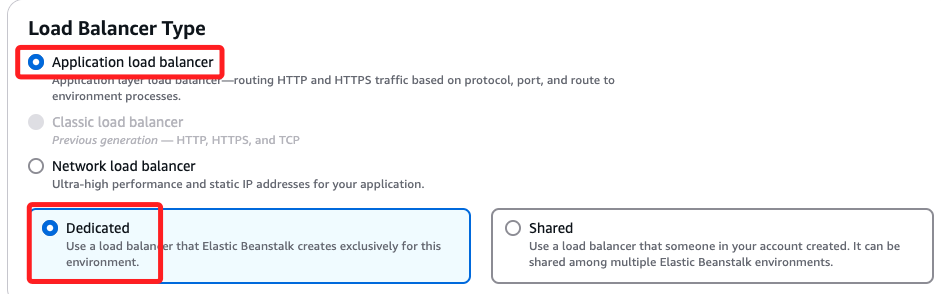 Load Balancer Type
Application load balancer
Application layer load balancer—routing HTTP and HTTPS traffic based on protocol, port, and route to
environment processes.
Classic load balancer
Previous generation — HTTP, HTTPS, and TCP
Network load balancer
Ultra-high performance and static IP addresses for your application.
Dedicated
Use a load balancer that Elastic Beanstalk creates exclusively for this
environment.
Shared
Use a load balancer that someone in your account created. It can be
shared among multiple Elastic Beanstalk environments.